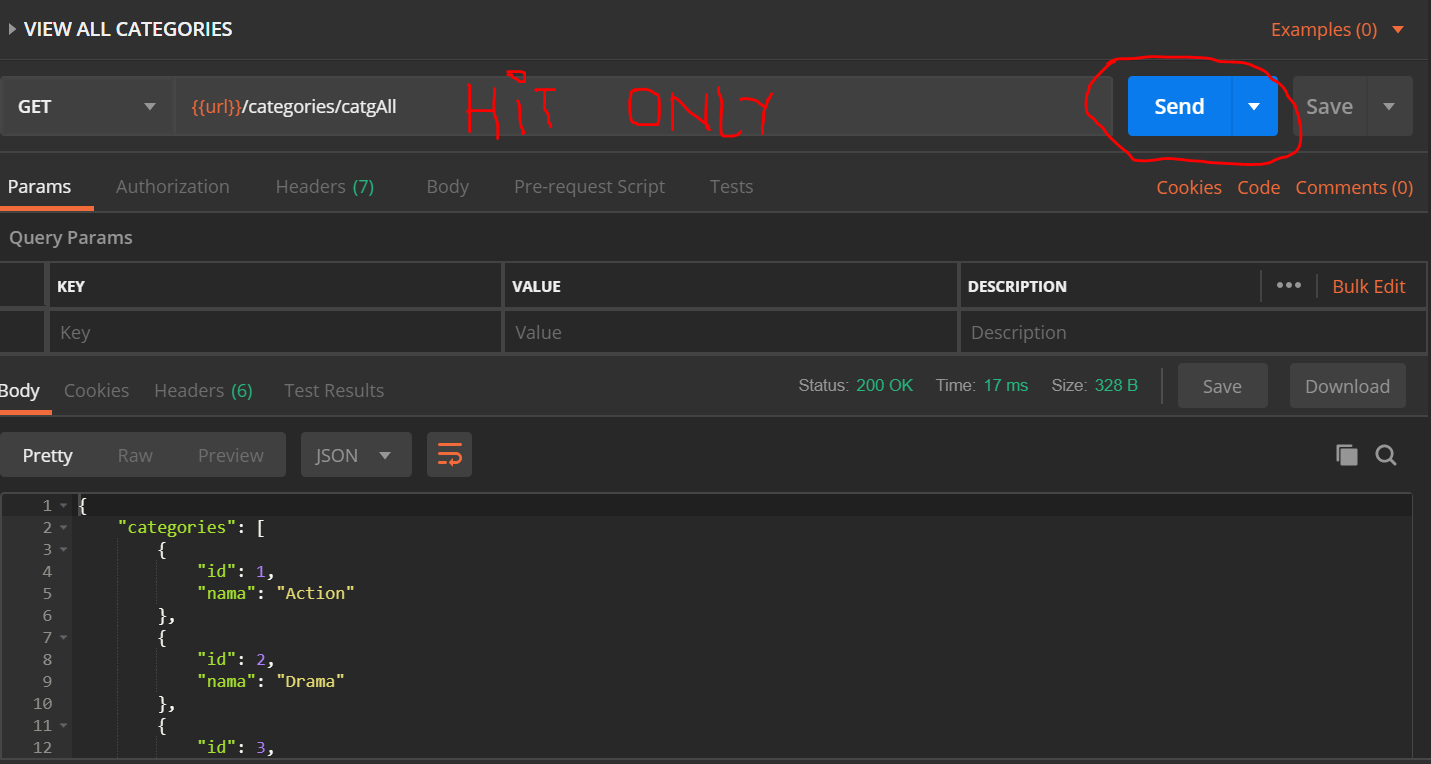 VIEW ALL CATEGORIES Examples (0)
GET {{url}}/categories/catgAll HiT ONLY Send Save
Params Authorization Headers (7) Body Pre-request Script Tests Cookies Code Comments (0)
Query Params
KEY VALUE DESCRIPTION ••• Bulk Edit
Key Value Description
Body Cookies Headers (6) Test Results Status: 200 OK Time: 17 ms Size: 328 B Save Download
Pretty Raw Preview JSON
1 {
2 "categories": [
3 {
4 "id": 1,
5 "nama": "Action"
6 },
7 {
8 "id": 2,
9 "nama": "Drama"
10 },
11 {
12 "id": 3,